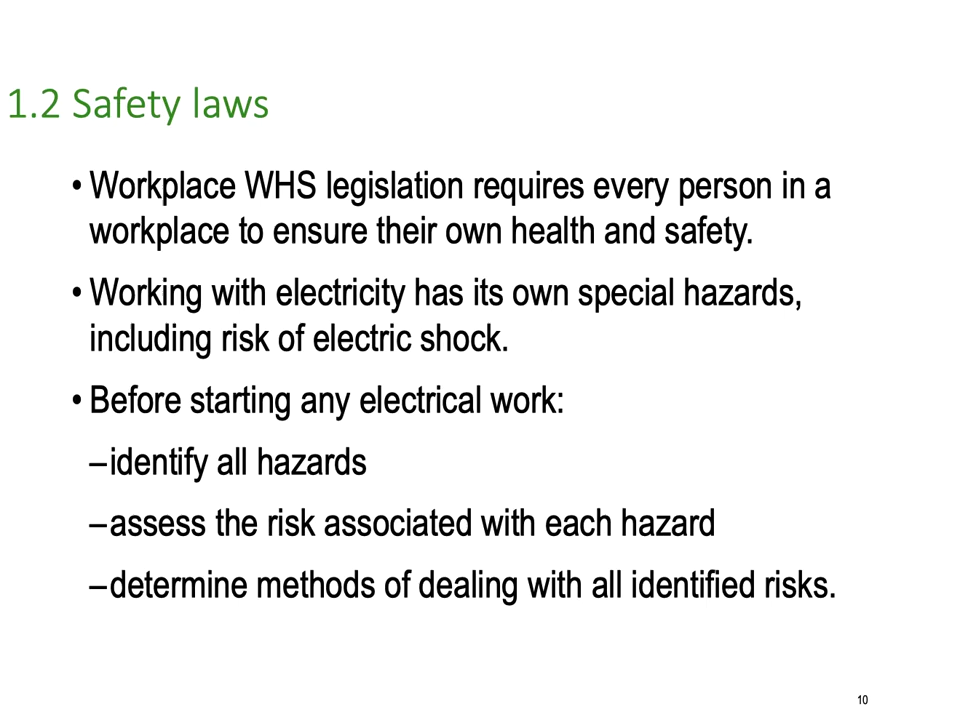 1.2 Safety laws
• Workplace WHS legislation requires every person in a
workplace to ensure their own health and safety.
• Working with electricity has its own special hazards,
including risk of electric shock.
• Before starting any electrical work:
–identify all hazards
–assess the risk associated with each hazard
–determine methods of dealing with all identified risks.
10